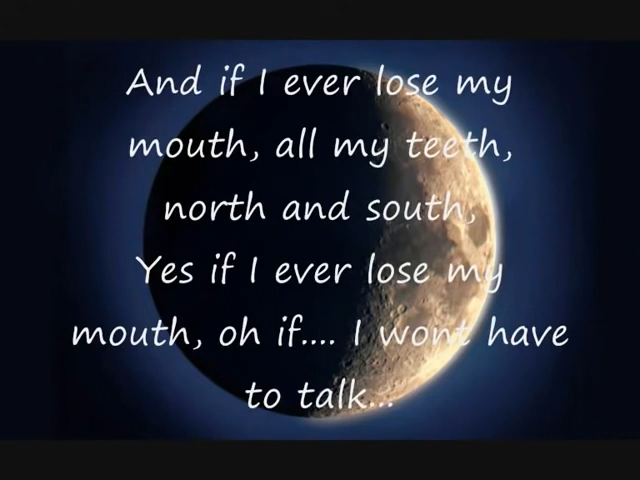 And if I ever lose my
mouth, all my teeth,
north and south,
Yes if I ever lose my
mouth, oh if.... I wont have
to talk...